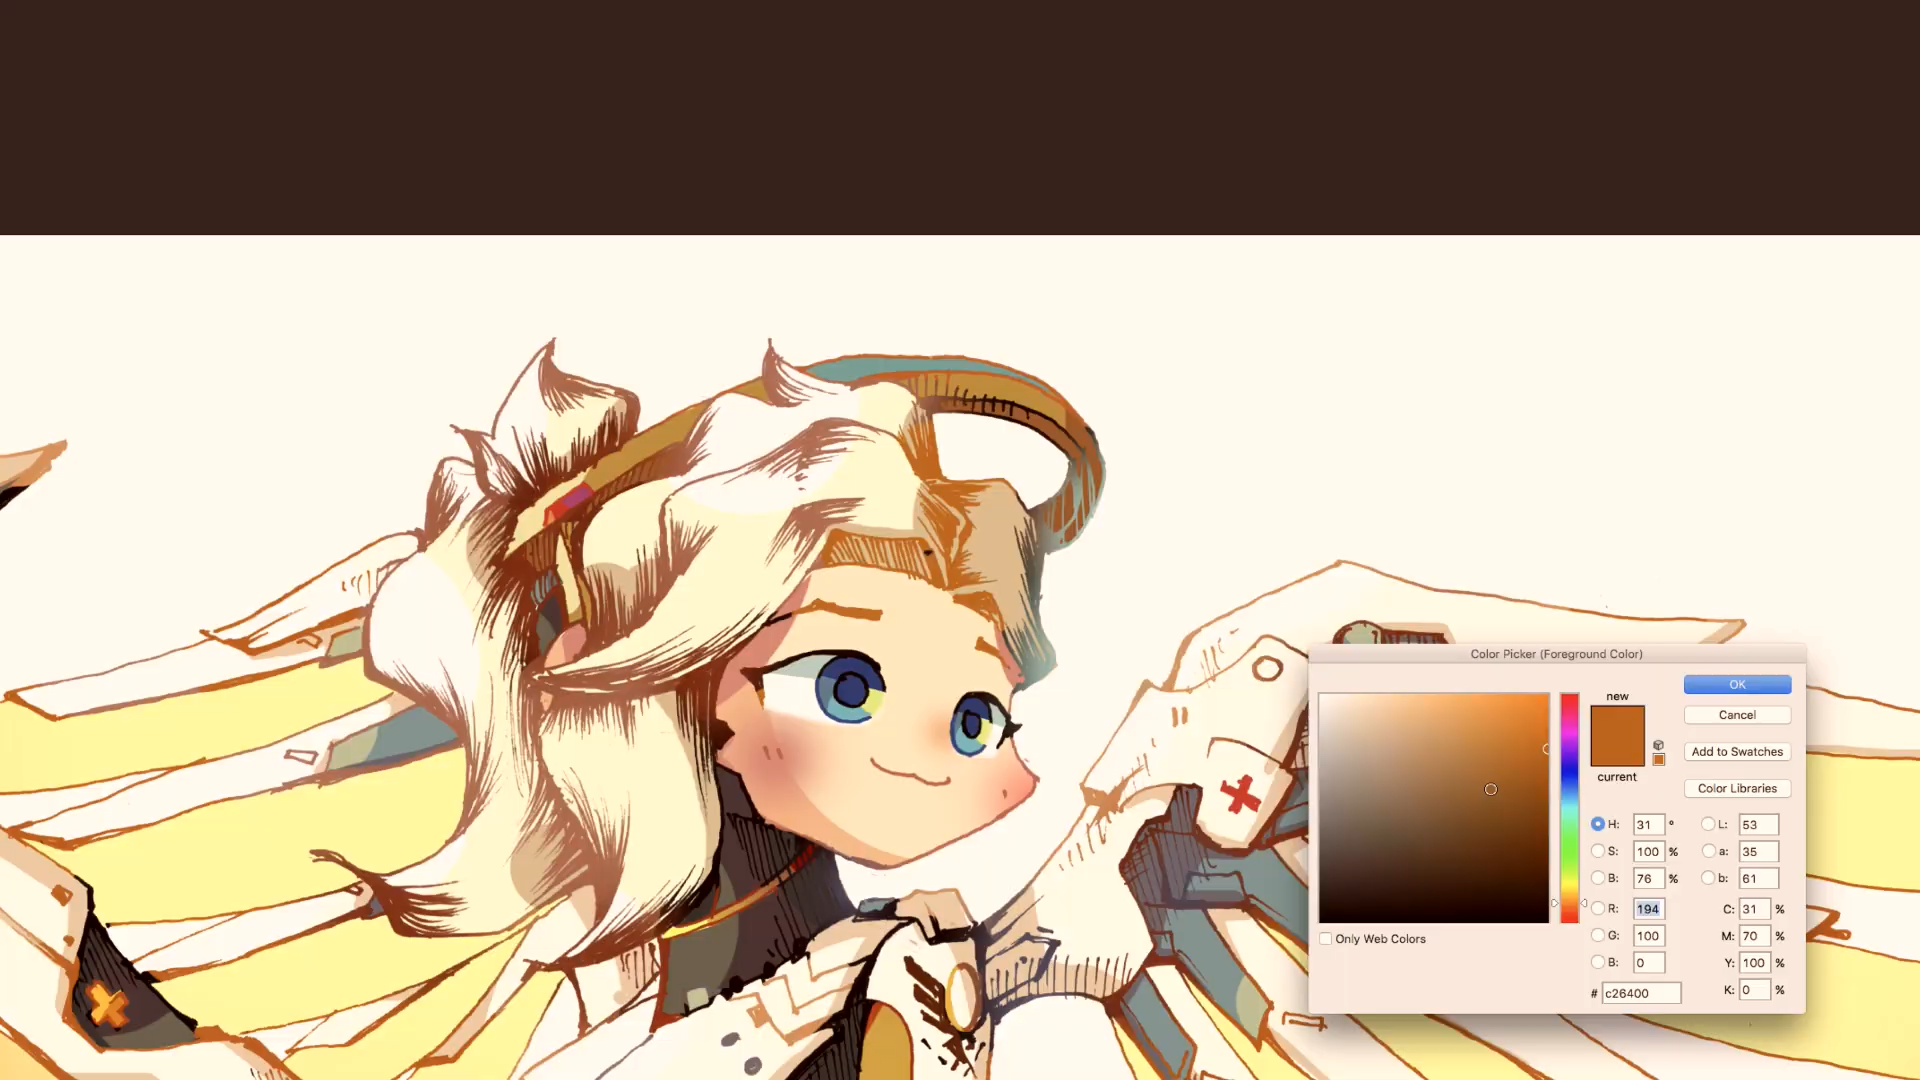 Color Picker (Foreground Color)
new
current
OK
Cancel
Add to Swatches
Color Libraries
H: 31 °
S: 100 %
B: 76 %
R: 194
G: 100
B: 0
# c26400
L: 53
a: 35
b: 61
C: 31 %
M: 70 %
Y: 100 %
K: 0 %
Only Web Colors